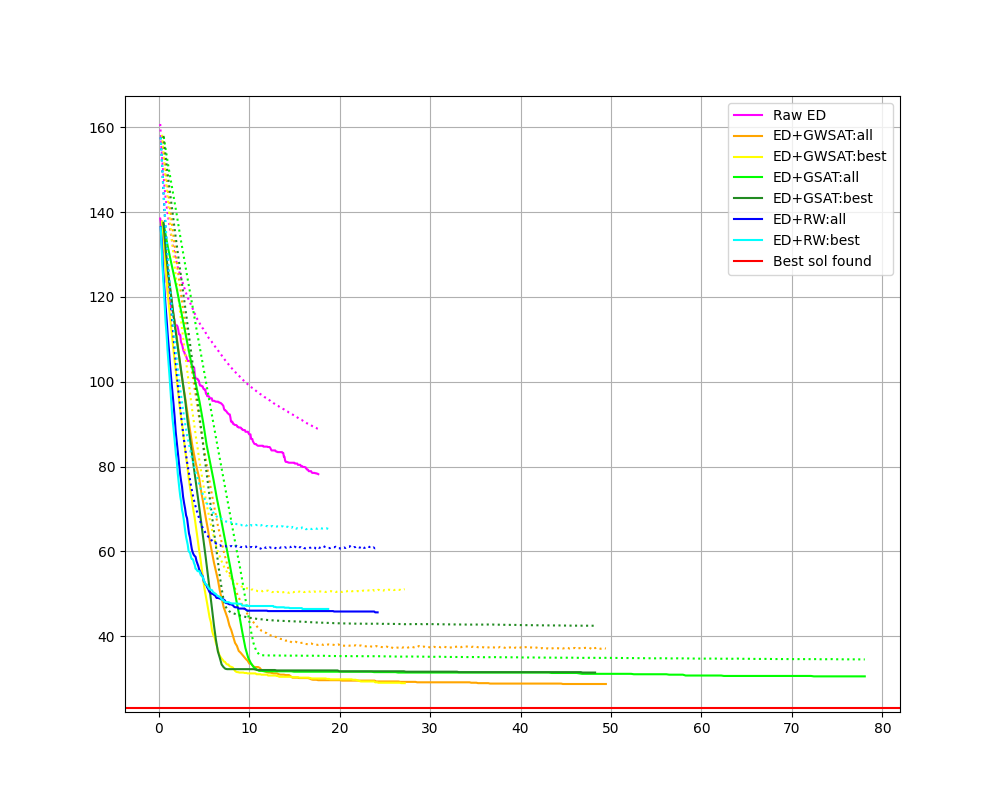 160
140
120
100
80
60
40
0 10 20 30 40 50 60 70 80
Raw ED
ED+GWSAT:all
ED+GWSAT:best
ED+GSAT:all
ED+GSAT:best
ED+RW:all
ED+RW:best
Best sol found